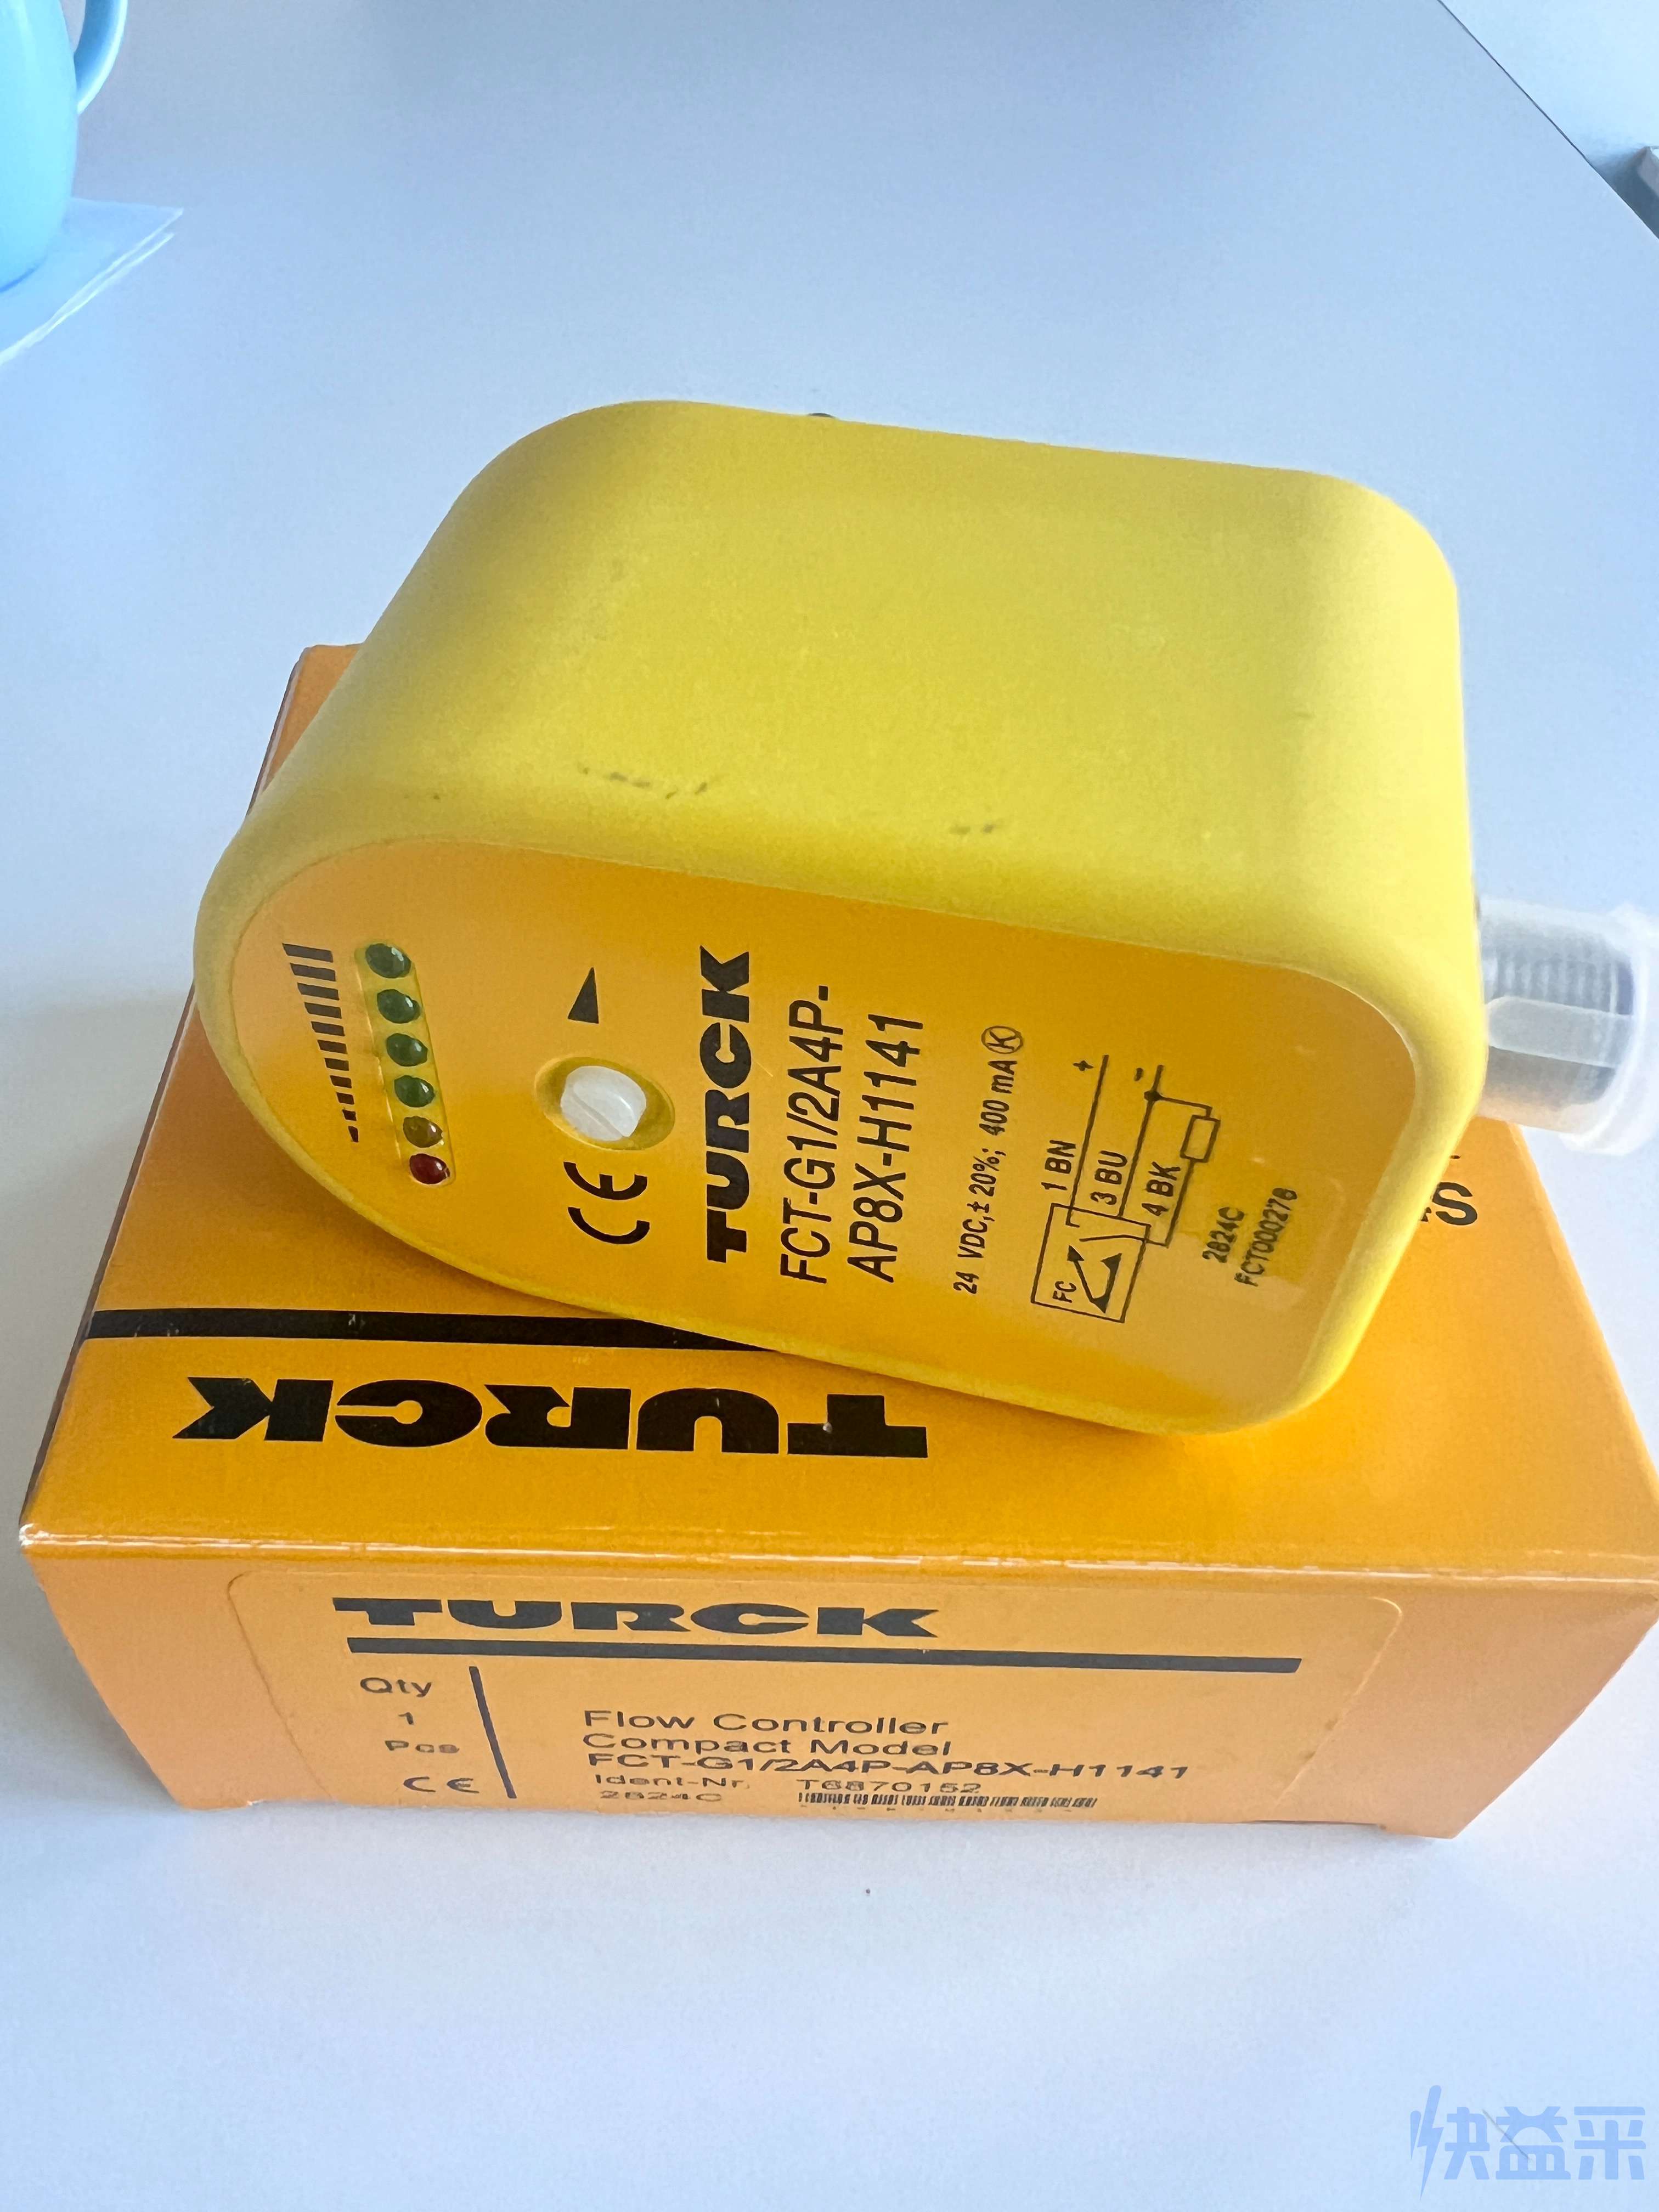 TURCK
FCT-G1/2A4P-
AP8X-H1141
24 VDC,± 20%; 400 mA Ⓚ
FC
1 BN
+
3 BU
-
4 BK
2824C
FCT000276
CE
TURCK
TURCK
Qty
1
Pcs
CE
Flow Controller
Compact Model
FCT-G1/2A4P-AP8X-H1141
Ident-Nr. T6870152
2824C
快益采